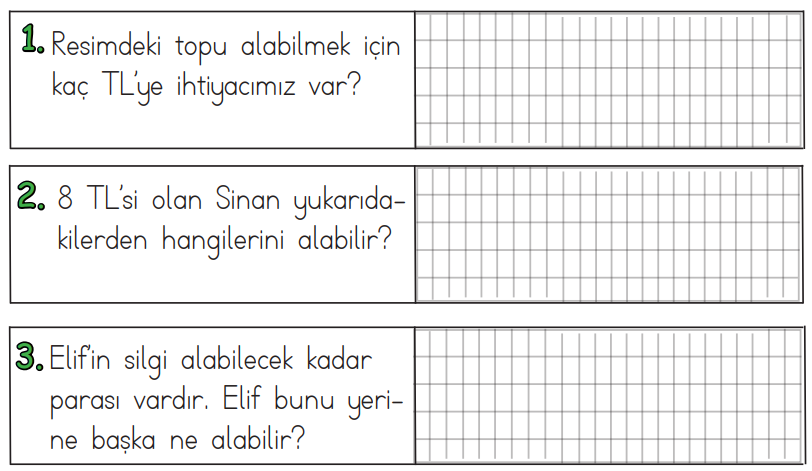 1. Resimdeki topu alabilmek için
kaç TL'ye ihtiyacımız var?
2. 8 TL'si olan Sinan yukarıda-
kilerden hangilerini alabilir?
3. Elif'in silgi alabilecek kadar
parası vardır. Elif bunu yeri-
ne başka ne alabilir?